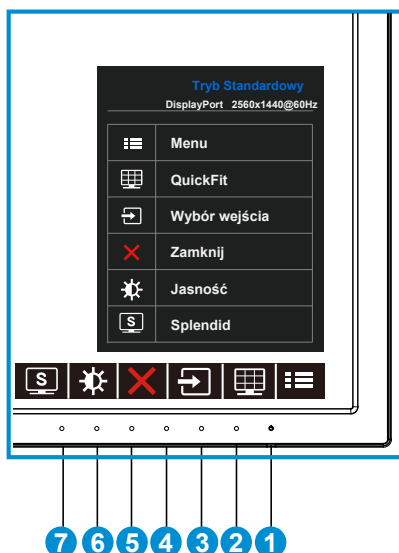 Tryb Standardowy
DisplayPort 2560x1440@60Hz
Menu
QuickFit
Wybór wejścia
Zamknij
Jasność
S Splendid
S
7 6 5 4 3 2 1